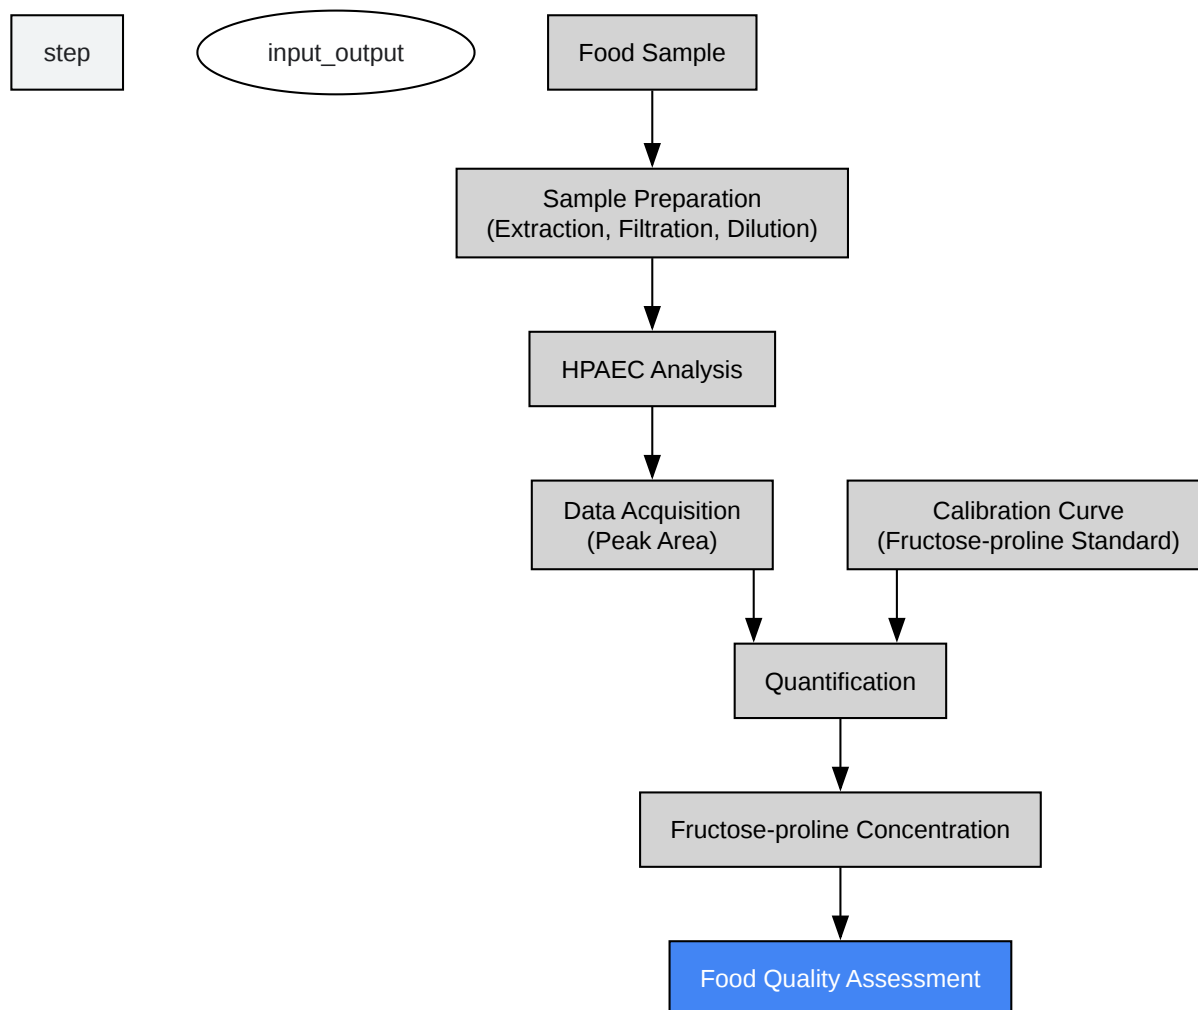 step
input_output
Food Sample
Sample Preparation
(Extraction, Filtration, Dilution)
HPAEC Analysis
Data Acquisition
(Peak Area)
Calibration Curve
(Fructose-proline Standard)
Quantification
Fructose-proline Concentration
Food Quality Assessment